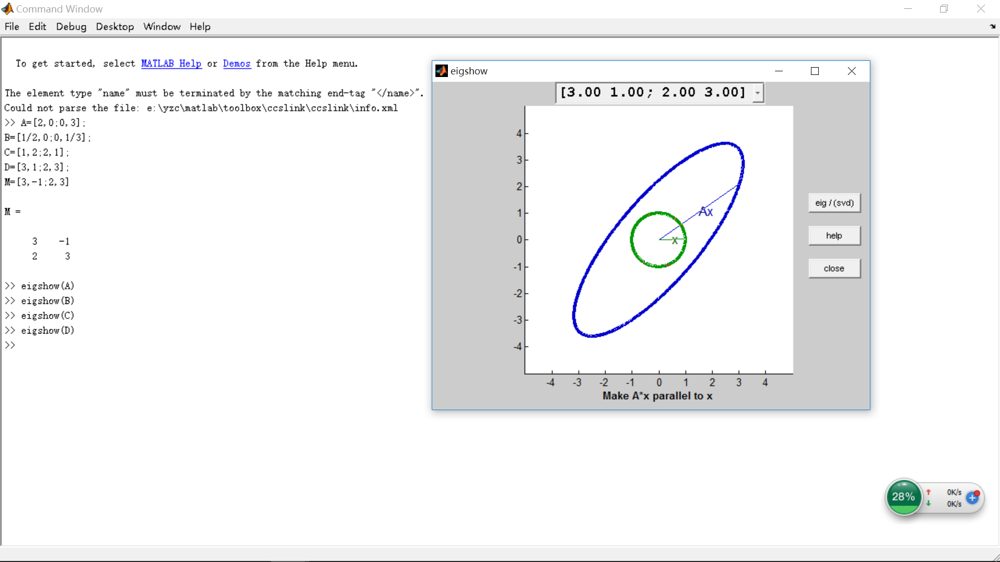 Command Window
File Edit Debug Desktop Window Help
To get started, select MATLAB Help or Demos from the Help menu.
The element type "name" must be terminated by the matching end-tag "</name>".
Could not parse the file: e:\yzc\matlab\toolbox\ccslink\ccslink\info.xml
>> A=[2,0;0,3];
B=[1/2,0;0,1/3];
C=[1,2;2,1];
D=[3,1;2,3];
M=[3,-1;2,3]
M =
3 -1
2 3
>> eigshow(A)
>> eigshow(B)
>> eigshow(C)
>> eigshow(D)
>>
eigshow
[3.00 1.00; 2.00 3.00]
4
3
2
1
0
-1
-2
-3
-4
Ax
x
-4 -3 -2 -1 0 1 2 3 4
Make A*x parallel to x
eig / (svd)
help
close
28%
0K/s
0K/s